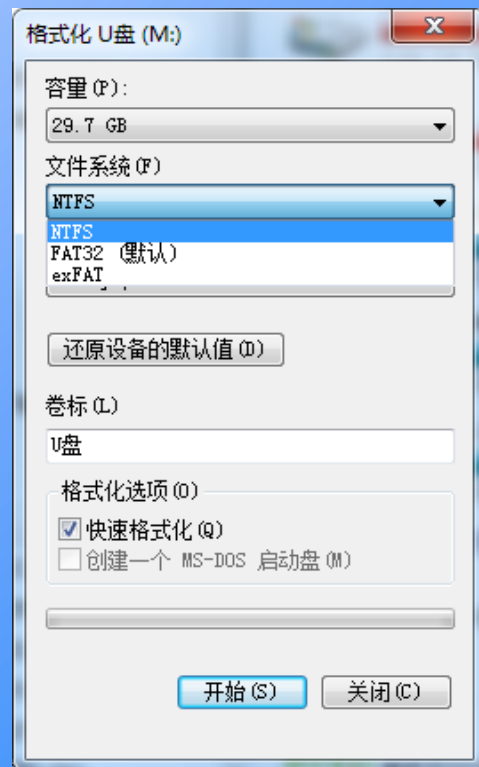 格式化 U盘 (M:)
容量(P):
29.7 GB
文件系统(F)
NTFS
NTFS
FAT32 (默认)
exFAT
还原设备的默认值(D)
卷标(L)
U盘
格式化选项(O)
快速格式化(Q)
创建一个 MS-DOS 启动盘(M)
开始(S)
关闭(C)